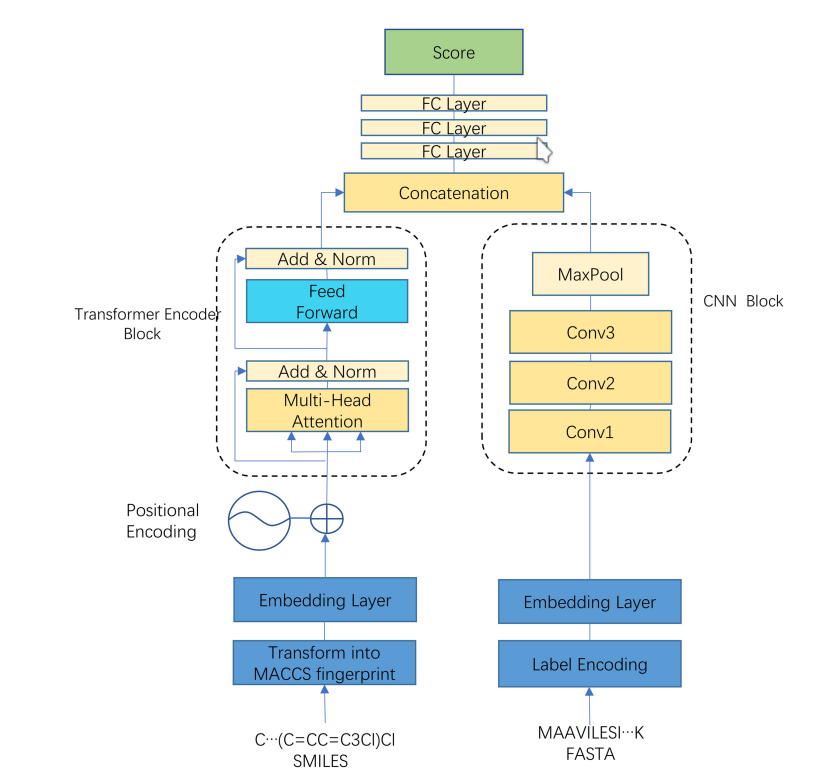 Score
FC Layer
FC Layer
FC Layer
Concatenation
Add & Norm
Feed
Forward
Add & Norm
Multi-Head
Attention
Transformer Encoder
Block
MaxPool
Conv3
Conv2
Conv1
CNN Block
Positional
Encoding
Embedding Layer
Transform into
MACCS fingerprint
C···(C=CC=C3Cl)Cl
SMILES
Embedding Layer
Label Encoding
MAAVILESI···K
FASTA